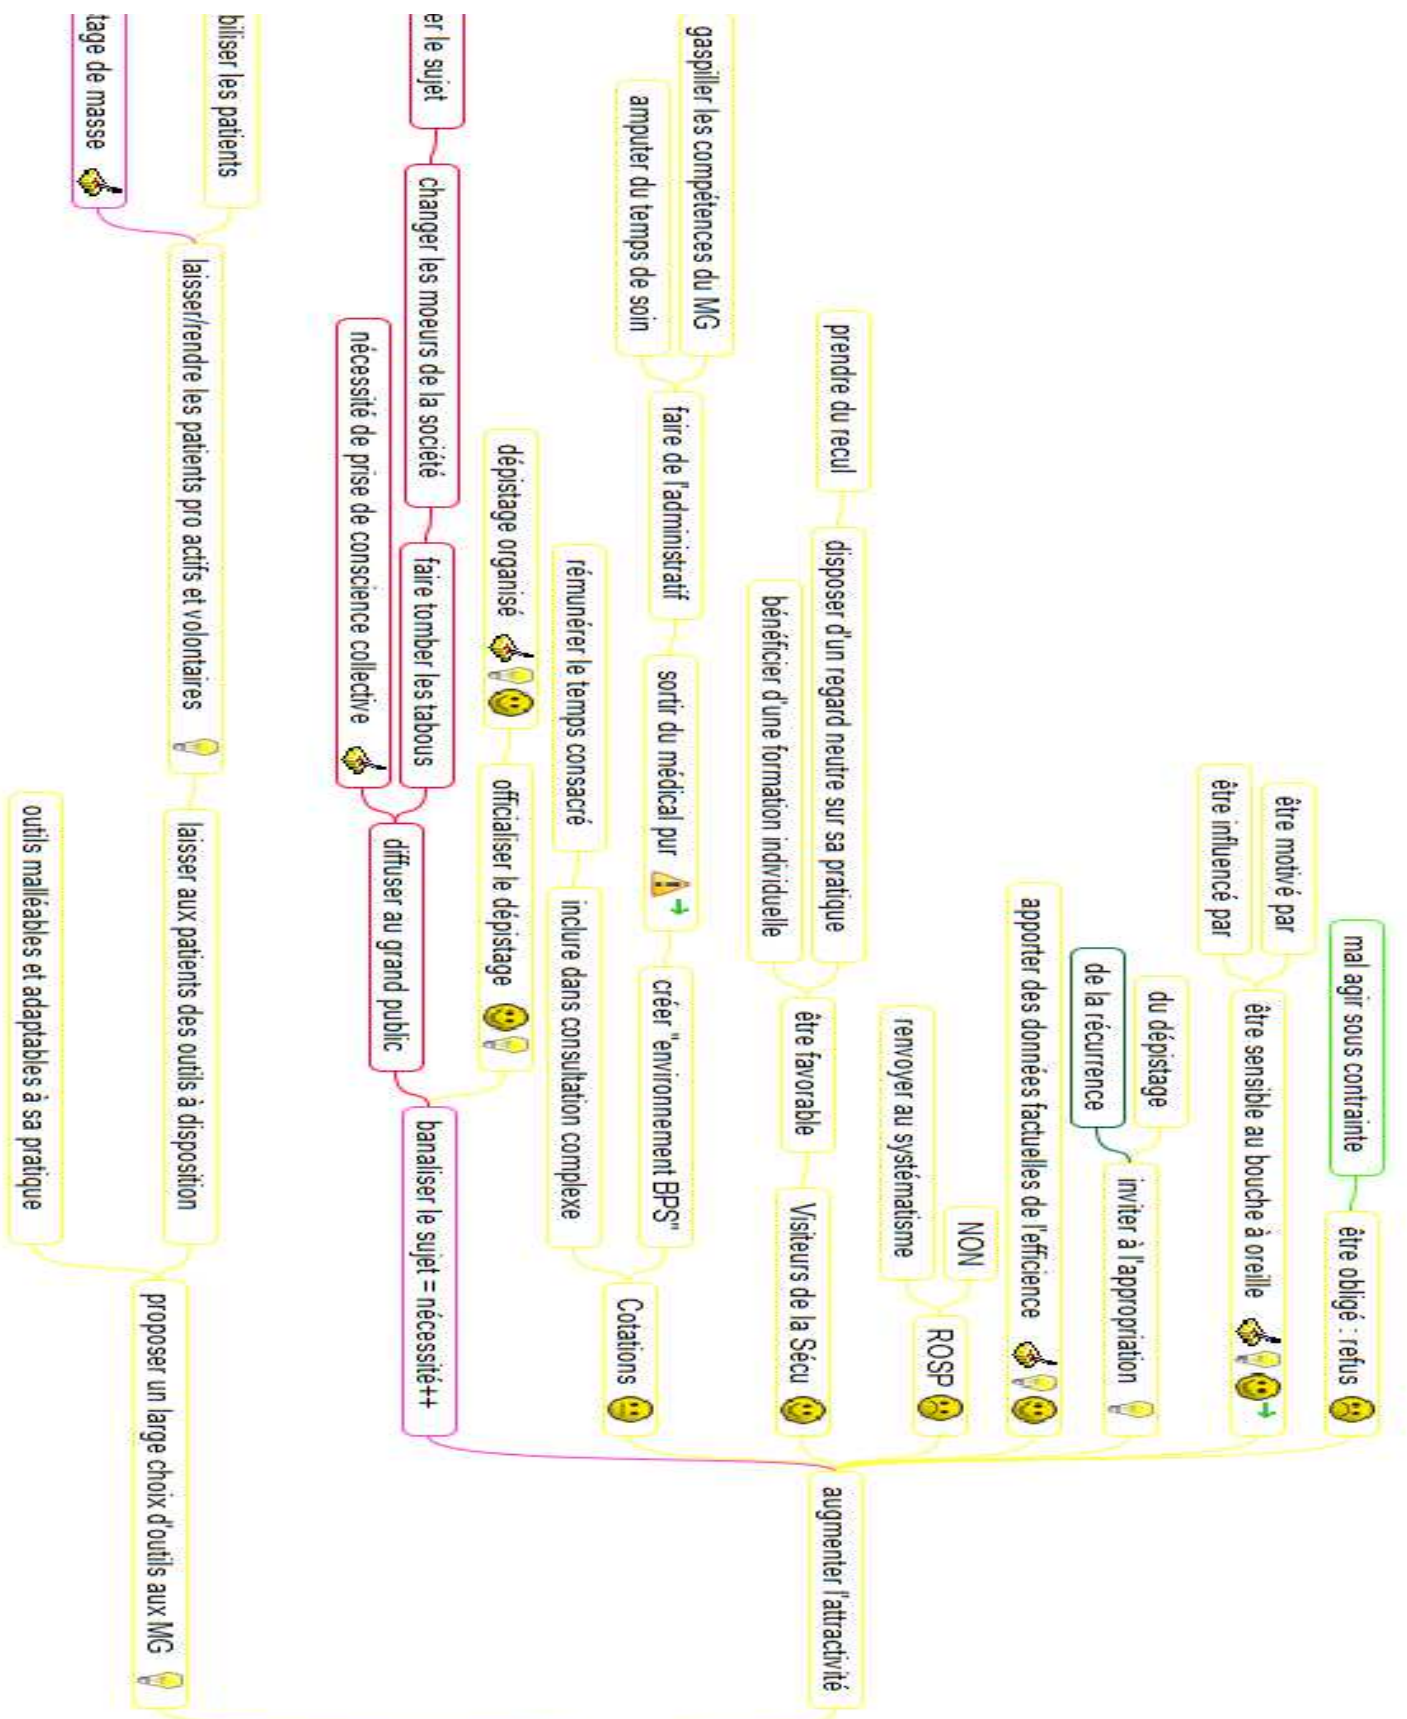 mal agir sous contrainte
être obligé : refus
être motivé par
être influencé par
être sensible au bouche à oreille
du dépistage
de la récurrence
inviter à l'appropriation
apporter des données factuelles de l'efficience
NON
renvoyer au systématisme
ROSP
prendre du recul
disposer d'un regard neutre sur sa pratique
bénéficier d'une formation individuelle
être favorable
Visiteurs de la Sécu
augmenter l'attractivité
gaspiller les compétences du MG
amputer du temps de soin
faire de l'administratif
sortir du médical pur
créer "environnement BPS"
rémunérer le temps consacré
inclure dans consultation complexe
Cotations
dépistage organisé
officialiser le dépistage
er le sujet
changer les moeurs de la société
faire tomber les tabous
nécessité de prise de conscience collective
diffuser au grand public
banaliser le sujet = nécessité++
biliser les patients
tage de masse
laisser/rendre les patients pro actifs et volontaires
laisser aux patients des outils à disposition
outils malléables et adaptables à sa pratique
proposer un large choix d'outils aux MG